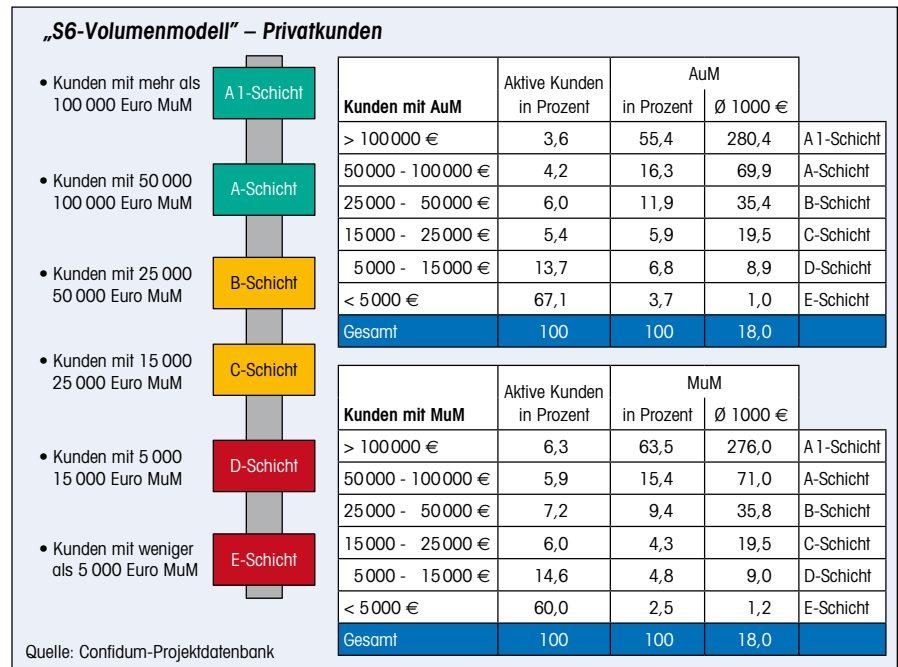 „S6-Volumenmodell” – Privatkunden
• Kunden mit mehr als
100 000 Euro MuM
A1-Schicht
• Kunden mit 50 000
100 000 Euro MuM
A-Schicht
• Kunden mit 25 000
50 000 Euro MuM
B-Schicht
• Kunden mit 15 000
25 000 Euro MuM
C-Schicht
• Kunden mit 5 000
15 000 Euro MuM
D-Schicht
• Kunden mit weniger
als 5 000 Euro MuM
E-Schicht
Kunden mit AuM
Aktive Kunden
in Prozent
AuM
in Prozent Ø 1000 €
> 100 000 € 3,6 55,4 280,4 A1-Schicht
50 000 - 100 000 € 4,2 16,3 69,9 A-Schicht
25 000 - 50 000 € 6,0 11,9 35,4 B-Schicht
15 000 - 25 000 € 5,4 5,9 19,5 C-Schicht
5 000 - 15 000 € 13,7 6,8 8,9 D-Schicht
< 5 000 € 67,1 3,7 1,0 E-Schicht
Gesamt 100 100 18,0
Kunden mit MuM
Aktive Kunden
in Prozent
MuM
in Prozent Ø 1000 €
> 100 000 € 6,3 63,5 276,0 A1-Schicht
50 000 - 100 000 € 5,9 15,4 71,0 A-Schicht
25 000 - 50 000 € 7,2 9,4 35,8 B-Schicht
15 000 - 25 000 € 6,0 4,3 19,5 C-Schicht
5 000 - 15 000 € 14,6 4,8 9,0 D-Schicht
< 5 000 € 60,0 2,5 1,2 E-Schicht
Gesamt 100 100 18,0
Quelle: Confidum-Projektdatenbank